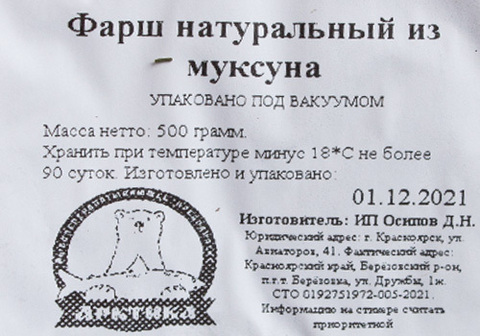 Фарш натуральный из
муксуна
УПАКОВАНО ПОД ВАКУУМОМ
Масса нетто: 500 грамм.
Хранить при температуре минус 18*С не более
90 суток. Изготовлено и упаковано:
01.12.2021
Изготовитель: ИП Осипов Д.Н.
Юридический адрес: г. Красноярск, ул.
Авиаторов, 41. Фактический адрес:
Красноярский край, Березовский р-он,
п.г.т. Березовка, ул. Дружбы, 1ж.
СТО 0192751972-005-2021.
Информацию на стикере считать
приоритетной
АРКТИКА